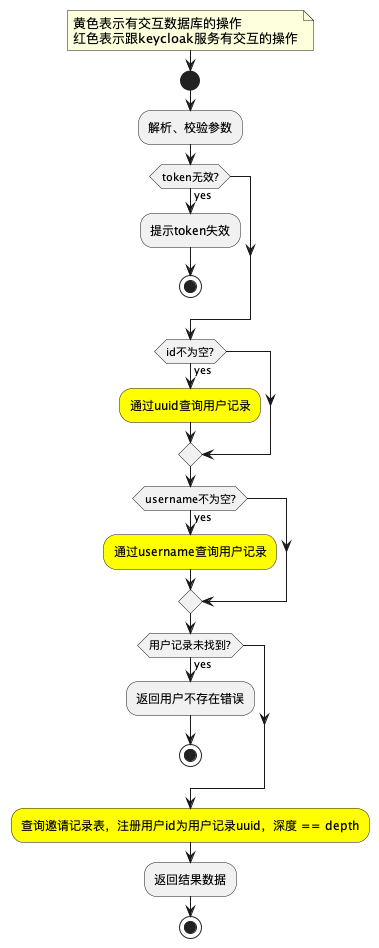 黄色表示有交互数据库的操作
红色表示跟keycloak服务有交互的操作
解析、校验参数
token无效?
yes
提示token失效
id不为空?
yes
通过uuid查询用户记录
username不为空?
yes
通过username查询用户记录
用户记录未找到?
yes
返回用户不存在错误
查询邀请记录表，注册用户id为用户记录uuid，深度 == depth
返回结果数据